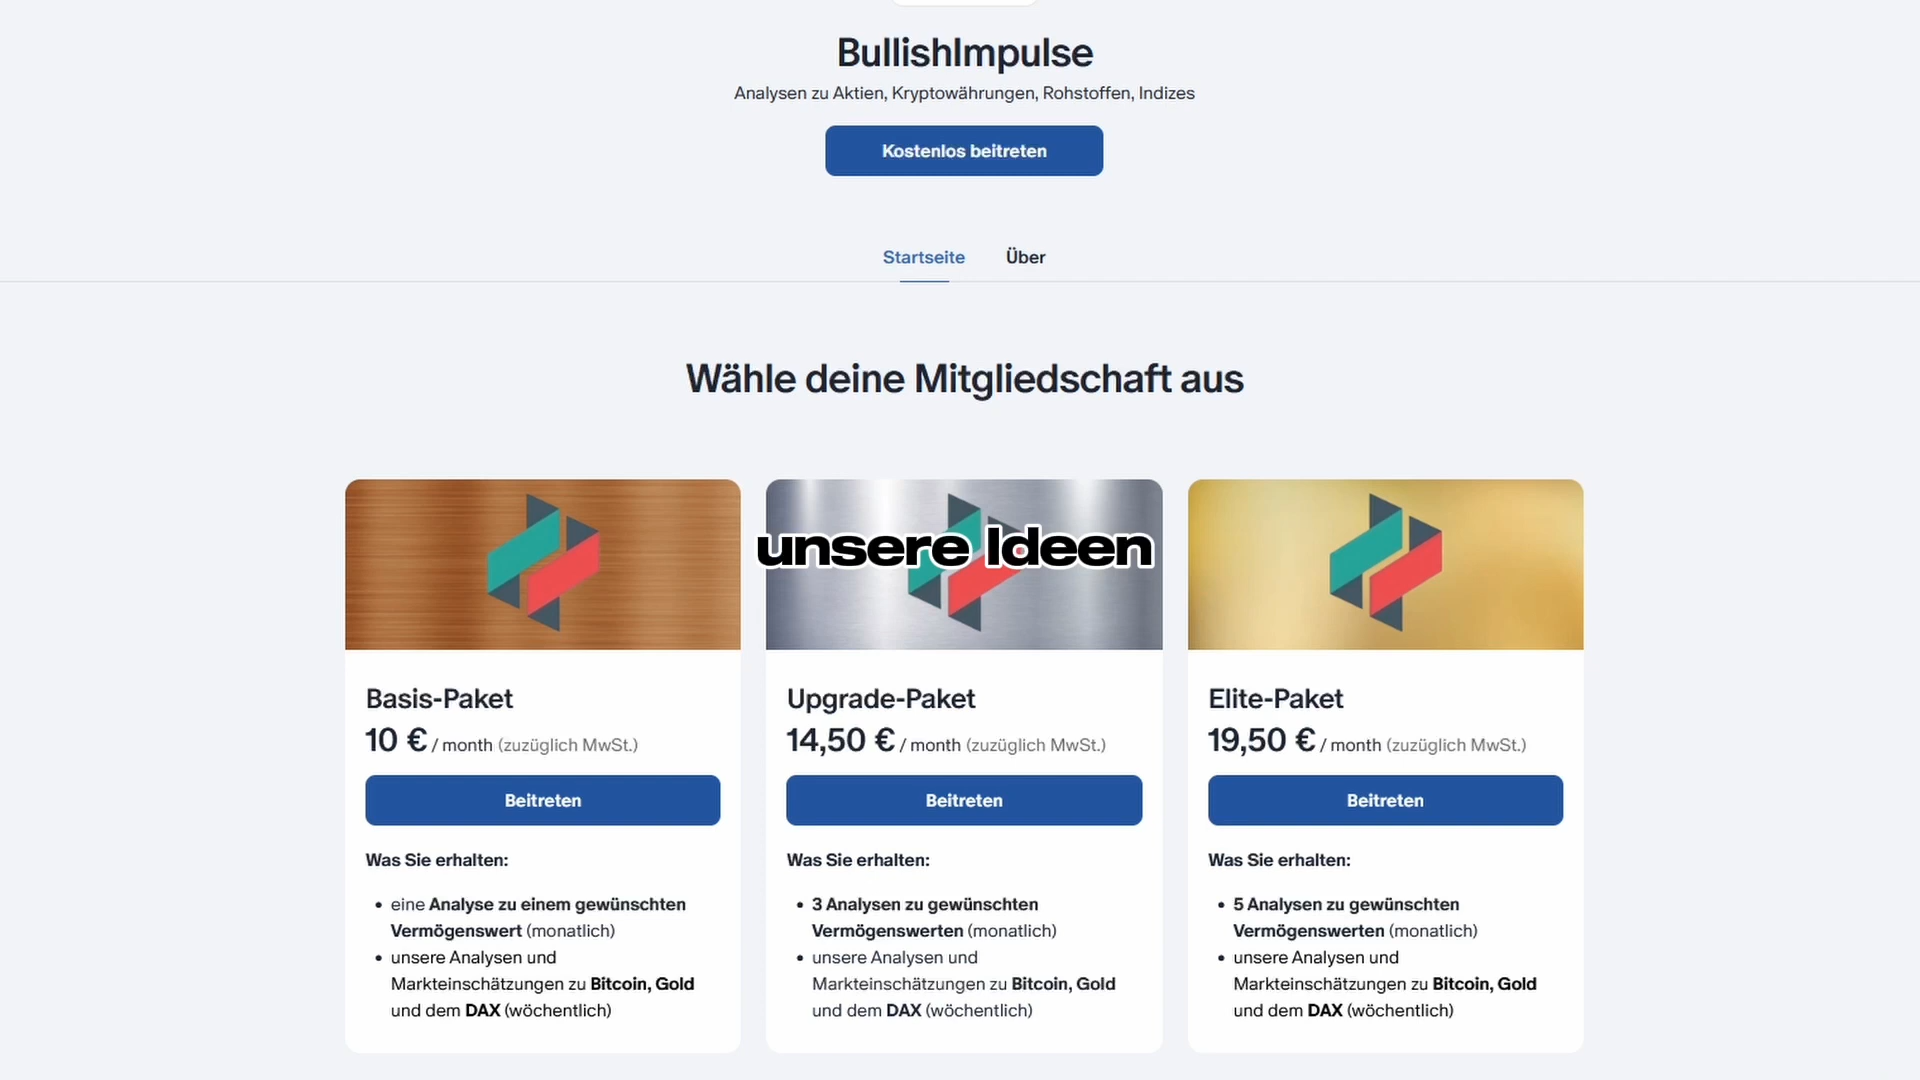 BullishImpulse
Analysen zu Aktien, Kryptowährungen, Rohstoffen, Indizes
Kostenlos beitreten
Startseite
Über
Wähle deine Mitgliedschaft aus
unsere Ideen
Basis-Paket
10 € / month (zuzüglich MwSt.)
Beitreten
Was Sie erhalten:
• eine Analyse zu einem gewünschten
Vermögenswert (monatlich)
• unsere Analysen und
Markteinschätzungen zu Bitcoin, Gold
und dem DAX (wöchentlich)
Upgrade-Paket
14,50 € / month (zuzüglich MwSt.)
Beitreten
Was Sie erhalten:
• 3 Analysen zu gewünschten
Vermögenswerten (monatlich)
• unsere Analysen und
Markteinschätzungen zu Bitcoin, Gold
und dem DAX (wöchentlich)
Elite-Paket
19,50 € / month (zuzüglich MwSt.)
Beitreten
Was Sie erhalten:
• 5 Analysen zu gewünschten
Vermögenswerten (monatlich)
• unsere Analysen und
Markteinschätzungen zu Bitcoin, Gold
und dem DAX (wöchentlich)